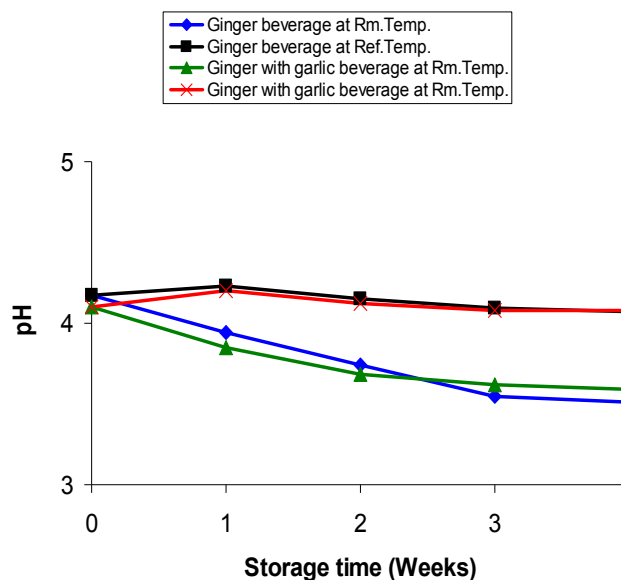 Ginger beverage at Rm.Temp.
Ginger beverage at Ref.Temp.
Ginger with garlic beverage at Rm.Temp.
Ginger with garlic beverage at Rm.Temp.
5
4
3
pH
0 1 2 3
Storage time (Weeks)